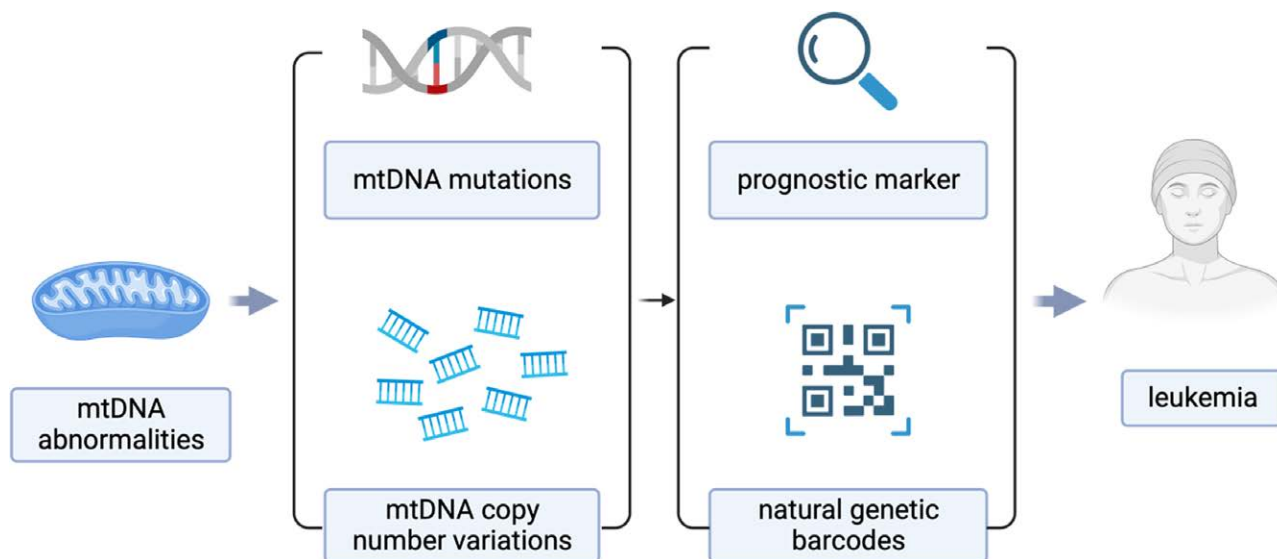 mtDNA
abnormalities
mtDNA mutations
mtDNA copy
number variations
prognostic marker
natural genetic
barcodes
leukemia